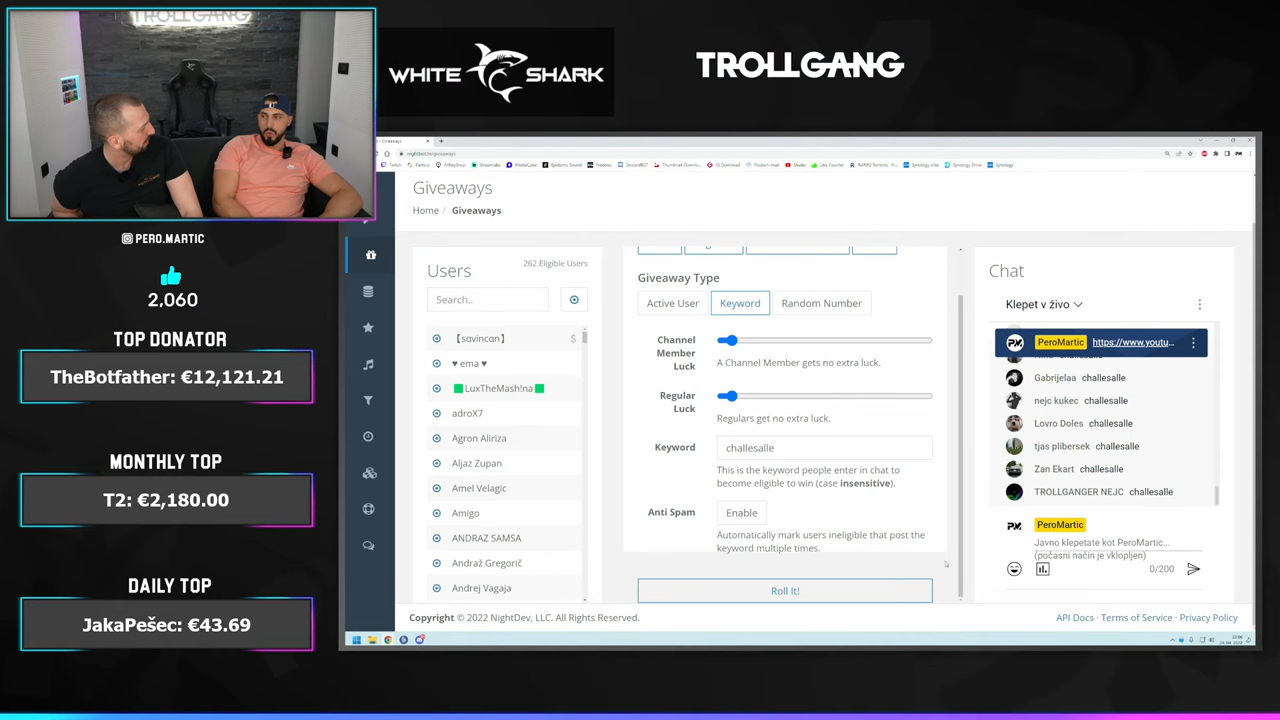 TROLLGANG
WHITE SHARK
TROLLGANG
PERO.MARTIC
2,060
TOP DONATOR
TheBotfather: €12,121.21
MONTHLY TOP
T2: €2,180.00
DAILY TOP
JakaPešec: €43.69
Giveaways
nightbot.tv/giveaways
Giveaways
Home / Giveaways
Users
262 Eligible Users
Search..
【sαvincαn】 $
♥ ema ♥
🟩LuxTheMash!na🟩
adroX7
Agron Aliriza
Aljaz Zupan
Amel Velagic
Amigo
ANDRAZ SAMSA
Andraž Gregorič
Andrej Vagaja
Giveaway Type
Active User
Keyword
Random Number
Channel Member Luck
A Channel Member gets no extra luck.
Regular Luck
Regulars get no extra luck.
Keyword
challesalle
This is the keyword people enter in chat to
become eligible to win (case insensitive).
Anti Spam
Enable
Automatically mark users ineligible that post the
keyword multiple times.
Roll It!
Chat
Klepet v živo
PeroMartic https://www.youtu...
Gabrijelaa challesalle
nejc kukec challesalle
Lovro Doles challesalle
tjas plibersek challesalle
Zan Ekart challesalle
TROLLGANGER NEJC challesalle
PeroMartic
Javno klepetate kot PeroMartic...
(počasni način je vklopljen)
0/200
Copyright © 2022 NightDev, LLC. All Rights Reserved.
API Docs · Terms of Service · Privacy Policy